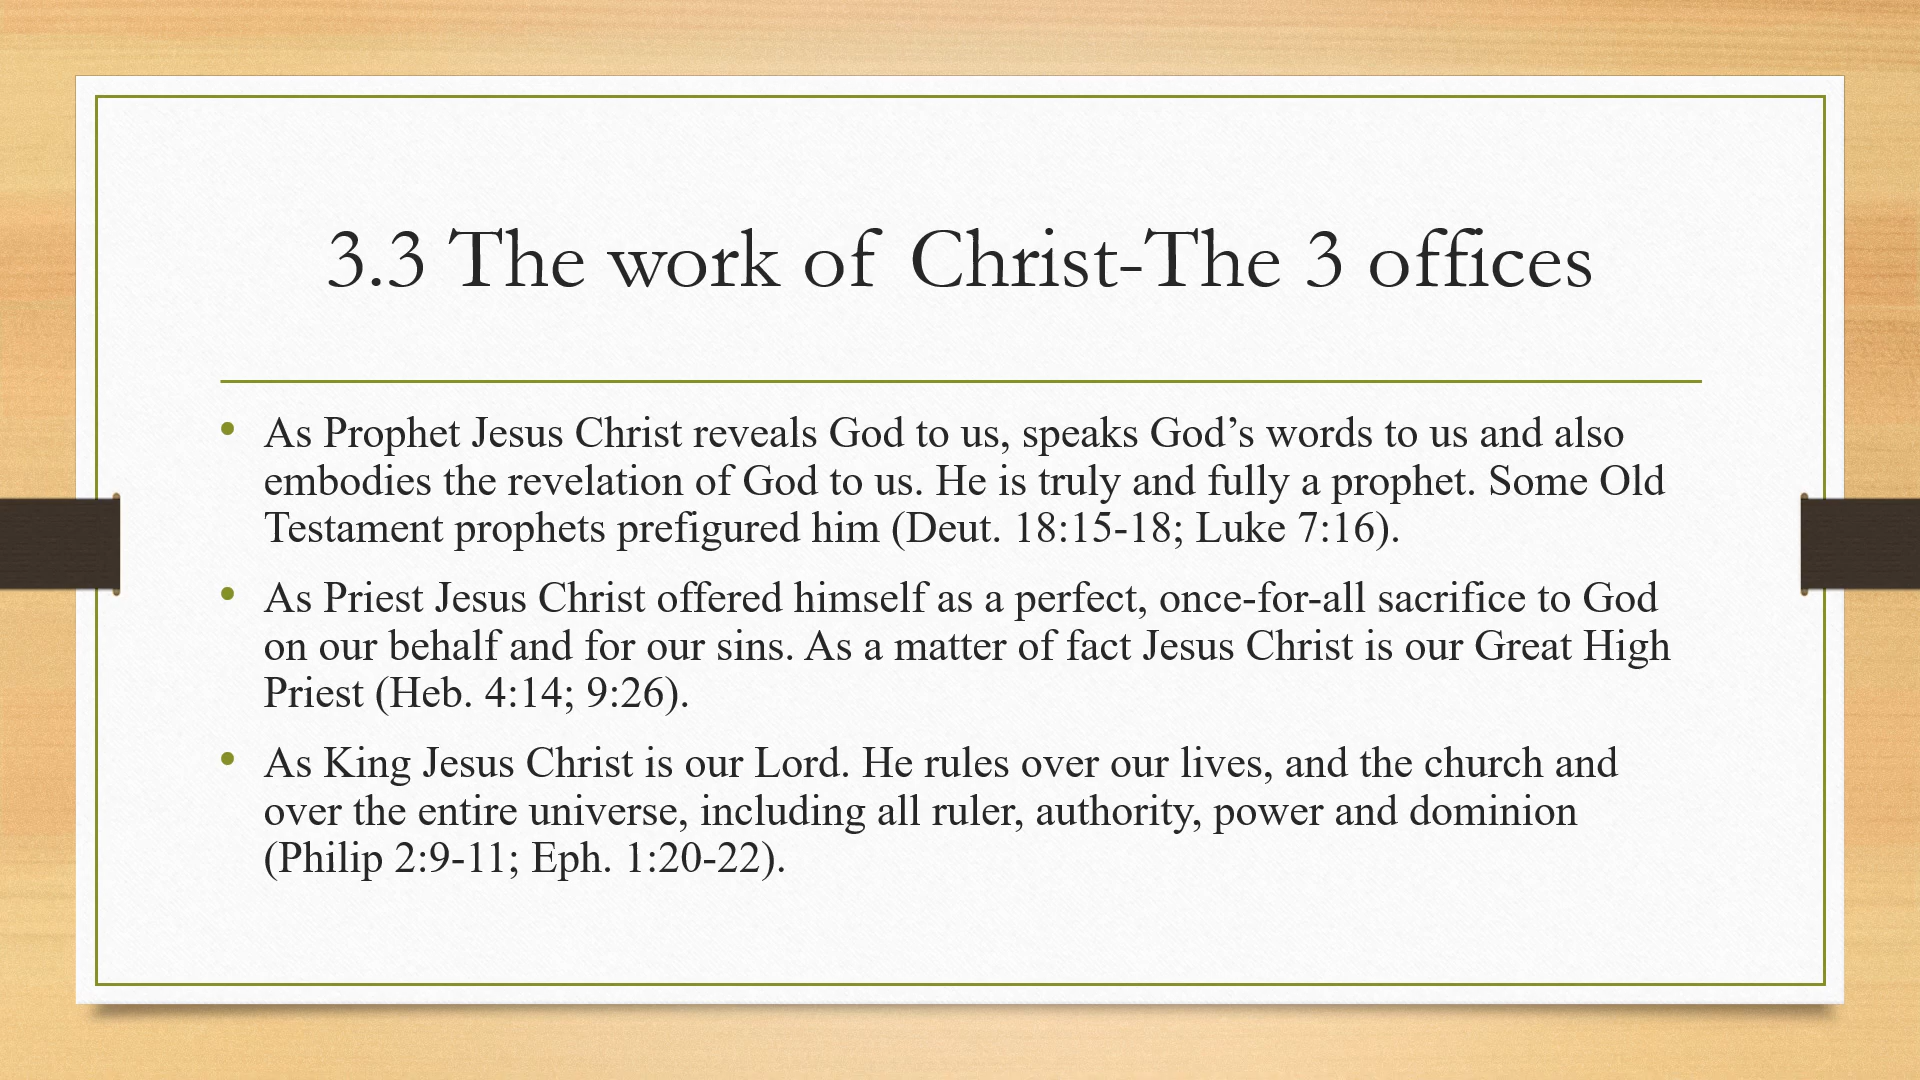 3.3 The work of Christ-The 3 offices
• As Prophet Jesus Christ reveals God to us, speaks God’s words to us and also
embodies the revelation of God to us. He is truly and fully a prophet. Some Old
Testament prophets prefigured him (Deut. 18:15-18; Luke 7:16).
• As Priest Jesus Christ offered himself as a perfect, once-for-all sacrifice to God
on our behalf and for our sins. As a matter of fact Jesus Christ is our Great High
Priest (Heb. 4:14; 9:26).
• As King Jesus Christ is our Lord. He rules over our lives, and the church and
over the entire universe, including all ruler, authority, power and dominion
(Philip 2:9-11; Eph. 1:20-22).